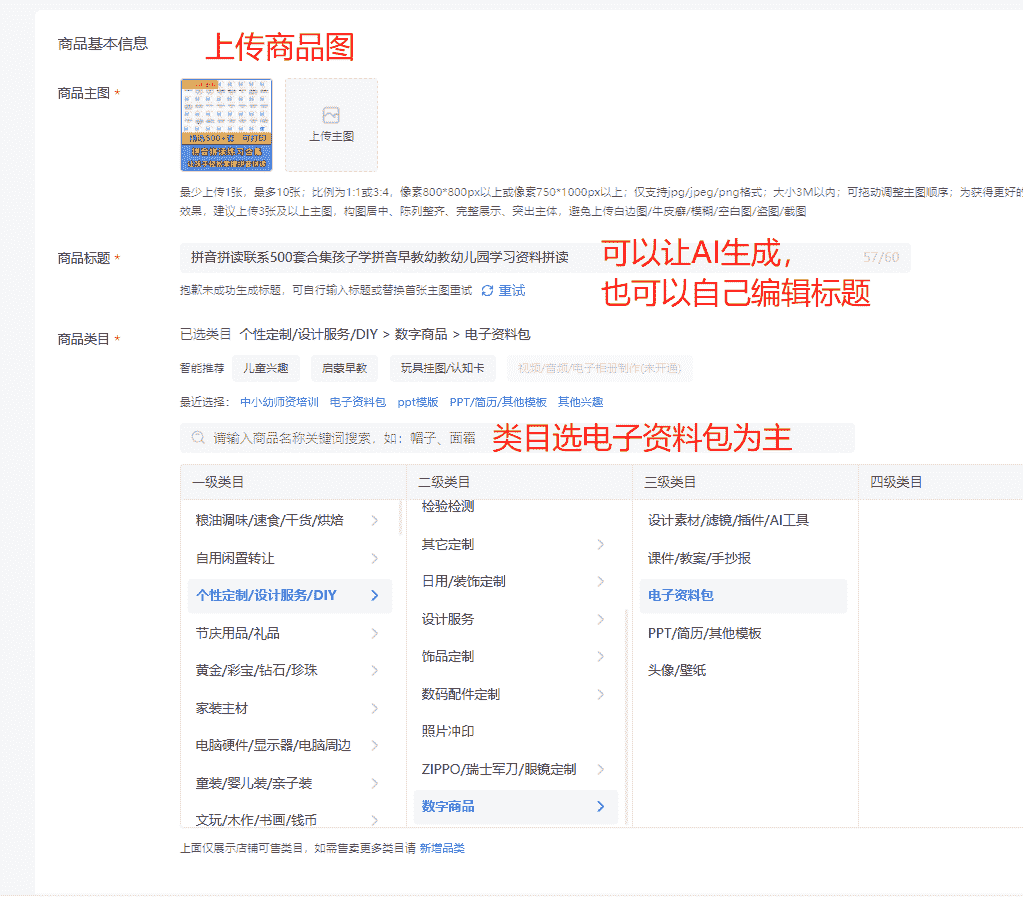 商品基本信息
上传商品图
商品主图 *
精选500+套 可打印
拼音拼读练习合集
上传主图
最少上传1张，最多10张；比例为1:1或3:4，像素800*800px以上或像素750*1000px以上；仅支持jpg/jpeg/png格式；大小3M以内；可拖动调整主图顺序；为获得更好的
效果，建议上传3张及以上主图，构图居中、陈列整齐、完整展示、突出主体，避免上传白边图/牛皮癣/模糊/空白图/盗图/截图
商品标题 *
拼音拼读联系500套合集孩子学拼音早教幼教幼儿园学习资料拼读
57/60
可以让AI生成，
也可以自己编辑标题
抱歉未成功生成标题，可自行输入标题或替换首张主图重试 重试
商品类目 *
已选类目 个性定制/设计服务/DIY > 数字商品 > 电子资料包
智能推荐 儿童兴趣 启蒙早教 玩具挂图/认知卡 视频/音频/电子相册制作(未开通)
最近选择： 中小幼师资培训 电子资料包 ppt模版 PPT/简历/其他模板 其他兴趣
请输入商品名称关键词搜索，如：帽子、面霜
类目选电子资料包为主
一级类目 二级类目 三级类目 四级类目
粮油调味/速食/干货/烘焙
自用闲置转让
个性定制/设计服务/DIY
节庆用品/礼品
黄金/彩宝/钻石/珍珠
家装主材
电脑硬件/显示器/电脑周边
童装/婴儿装/亲子装
文玩/木作/书画/钱币
检验检测
其它定制
日用/装饰定制
设计服务
饰品定制
数码配件定制
照片冲印
ZIPPO/瑞士军刀/眼镜定制
数字商品
设计素材/滤镜/插件/AI工具
课件/教案/手抄报
电子资料包
PPT/简历/其他模板
头像/壁纸
上面仅展示店铺可售类目，如需售卖更多类目请 新增品类